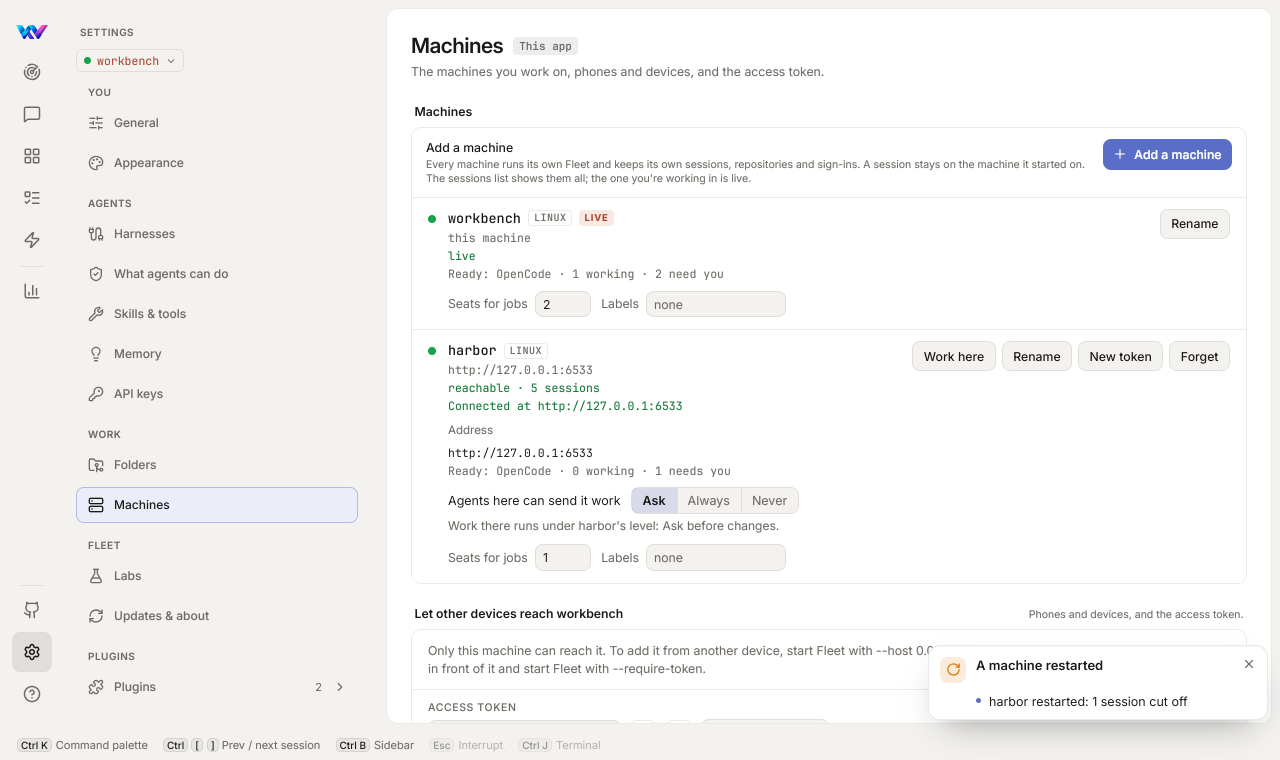 SETTINGS
workbench
YOU
General
Appearance
AGENTS
Harnesses
What agents can do
Skills & tools
Memory
API keys
WORK
Folders
Machines
FLEET
Labs
Updates & about
PLUGINS
Plugins 2
Machines This app
The machines you work on, phones and devices, and the access token.
Machines
Add a machine
Every machine runs its own Fleet and keeps its own sessions, repositories and sign-ins. A session stays on the machine it started on.
The sessions list shows them all; the one you're working in is live.
+ Add a machine
workbench LINUX LIVE
Rename
this machine
live
Ready: OpenCode · 1 working · 2 need you
Seats for jobs 2 Labels none
harbor LINUX
Work here Rename New token Forget
http://127.0.0.1:6533
reachable · 5 sessions
Connected at http://127.0.0.1:6533
Address
http://127.0.0.1:6533
Ready: OpenCode · 0 working · 1 needs you
Agents here can send it work Ask Always Never
Work there runs under harbor's level: Ask before changes.
Seats for jobs 1 Labels none
Let other devices reach workbench
Phones and devices, and the access token.
Only this machine can reach it. To add it from another device, start Fleet with --host 0.0
in front of it and start Fleet with --require-token.
ACCESS TOKEN
A machine restarted
harbor restarted: 1 session cut off
Ctrl K Command palette · Ctrl [ ] Prev / next session · Ctrl B Sidebar · Esc Interrupt · Ctrl J Terminal